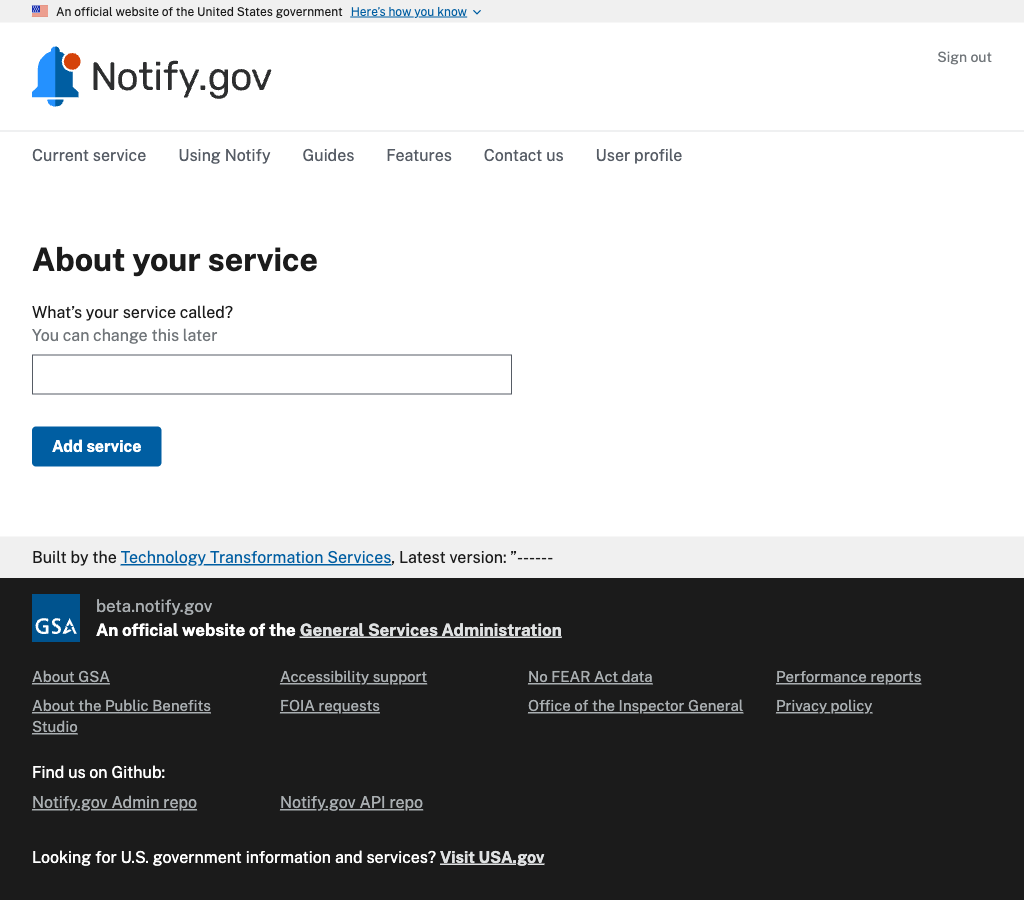 An official website of the United States government Here's how you know
Notify.gov
Sign out
Current service Using Notify Guides Features Contact us User profile
About your service
What’s your service called?
You can change this later
Add service
Built by the Technology Transformation Services, Latest version: ”------
GSA
beta.notify.gov
An official website of the General Services Administration
About GSA Accessibility support No FEAR Act data Performance reports
About the Public Benefits Studio FOIA requests Office of the Inspector General Privacy policy
Find us on Github:
Notify.gov Admin repo Notify.gov API repo
Looking for U.S. government information and services? Visit USA.gov